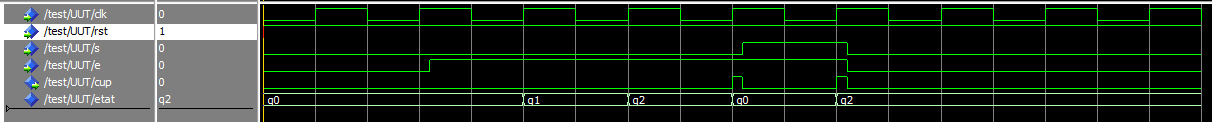 /test/UUT/clk 0
/test/UUT/rst 1
/test/UUT/s 0
/test/UUT/e 0
/test/UUT/cup 0
/test/UUT/etat q2 q0 q1 q2 q0 q2